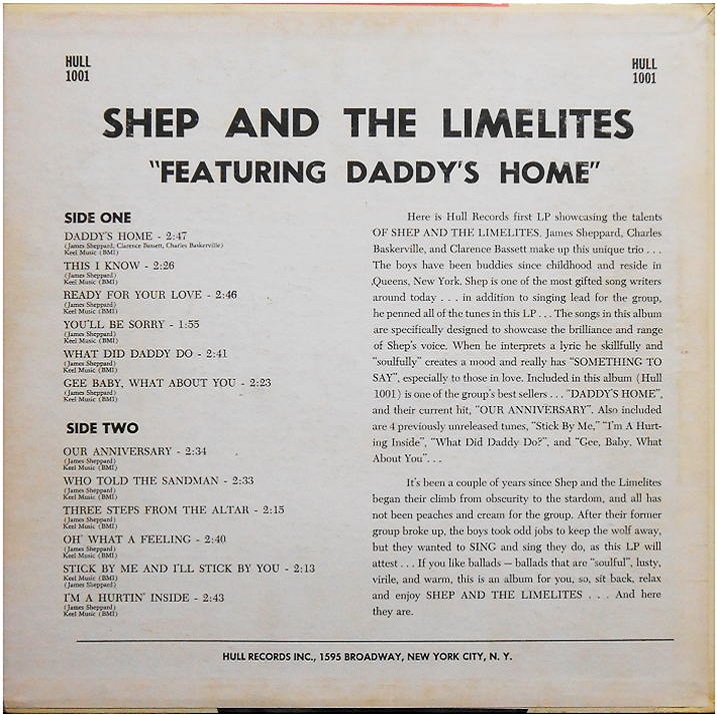 HULL
1001
HULL
1001
SHEP AND THE LIMELITES
"FEATURING DADDY'S HOME"
SIDE ONE
DADDY'S HOME - 2:47
(James Sheppard, Clarence Bassett, Charles Baskerville)
Keel Music (BMI)
THIS I KNOW - 2:26
(James Sheppard)
Keel Music (BMI)
READY FOR YOUR LOVE - 2:46
(James Sheppard)
Keel Music (BMI)
YOU'LL BE SORRY - 1:55
(James Sheppard)
Keel Music (BMI)
WHAT DID DADDY DO - 2:41
(James Sheppard)
Keel Music (BMI)
GEE BABY, WHAT ABOUT YOU - 2:23
(James Sheppard)
Keel Music (BMI)
SIDE TWO
OUR ANNIVERSARY - 2:34
(James Sheppard)
Keel Music (BMI)
WHO TOLD THE SANDMAN - 2:33
(James Sheppard)
Keel Music (BMI)
THREE STEPS FROM THE ALTAR - 2:15
(James Sheppard)
Keel Music (BMI)
OH' WHAT A FEELING - 2:40
(James Sheppard)
Keel Music (BMI)
STICK BY ME AND I'LL STICK BY YOU - 2:13
Keel Music (BMI)
(James Sheppard)
I'M A HURTIN' INSIDE - 2:43
(James Sheppard)
Keel Music (BMI)
Here is Hull Records first LP showcasing the talents
OF SHEP AND THE LIMELITES. James Sheppard, Charles
Baskerville, and Clarence Bassett make up this unique trio . . .
The boys have been buddies since childhood and reside in
Queens, New York. Shep is one of the most gifted song writers
around today . . . in addition to singing lead for the group,
he penned all of the tunes in this LP . . . The songs in this album
are specifically designed to showcase the brilliance and range
of Shep's voice. When he interprets a lyric he skillfully and
"soulfully" creates a mood and really has "SOMETHING TO
SAY", especially to those in love. Included in this album (Hull
1001) is one of the group's best sellers . . . "DADDY'S HOME",
and their current hit, "OUR ANNIVERSARY". Also included
are 4 previously unreleased tunes, "Stick By Me," "I'm A Hurt-
ing Inside", "What Did Daddy Do?", and "Gee, Baby, What
About You". . .
It's been a couple of years since Shep and the Limelites
began their climb from obscurity to the stardom, and all has
not been peaches and cream for the group. After their former
group broke up, the boys took odd jobs to keep the wolf away,
but they wanted to SING and sing they do, as this LP will
attest . . . If you like ballads — ballads that are "soulful", lusty,
virile, and warm, this is an album for you, so, sit back, relax
and enjoy SHEP AND THE LIMELITES . . . And here
they are.
HULL RECORDS INC., 1595 BROADWAY, NEW YORK CITY, N. Y.